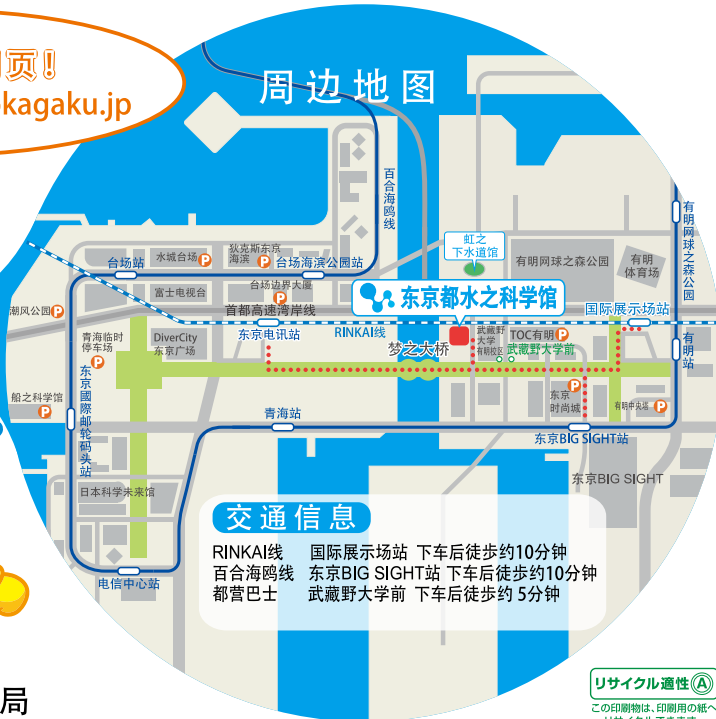 网页!
kagaku.jp
周边地图
百合海鸥线
有明网球之森公园
虹之
下水道馆
狄克斯东京
海滨
水城台场 P
台场站
台场海滨公园站
有明网球之森公园
有明
体育场
台场边界大厦
富士电视台
东京都水之科学馆
潮风公园 P
首都高速湾岸线
国际展示场站
东京电讯站
RINKAI线
梦之大桥
武藏野
大学
有明校区
TOC有明 P
武藏野大学前
青海临时
停车场
DiverCity
东京广场
有明站
船之科学馆
东京國際邮轮码头站
东京
时尚城
有明中央塔 P
青海站
东京BIG SIGHT站
东京BIG SIGHT
日本科学未来馆
电信中心站
交通信息
RINKAI线 国际展示场站 下车后徒步约10分钟
百合海鸥线 东京BIG SIGHT站 下车后徒步约10分钟
都营巴士 武藏野大学前 下车后徒步约 5分钟
局
リサイクル適性Ⓐ
この印刷物は、印刷用の紙へ